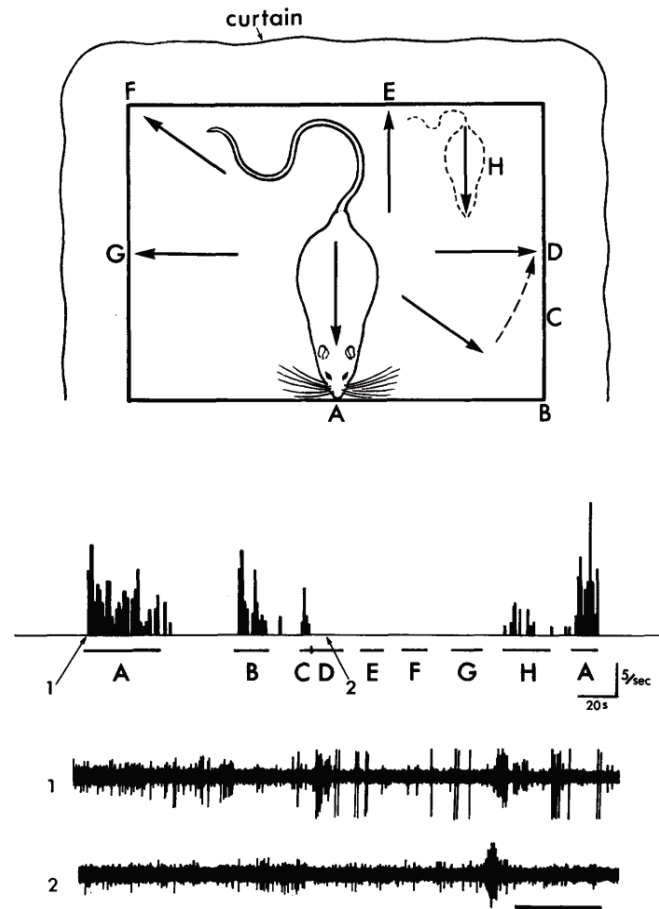 curtain
F E
H
G D
C
A B
A B C D E F G H A
1 2 5/sec
20s
1
2